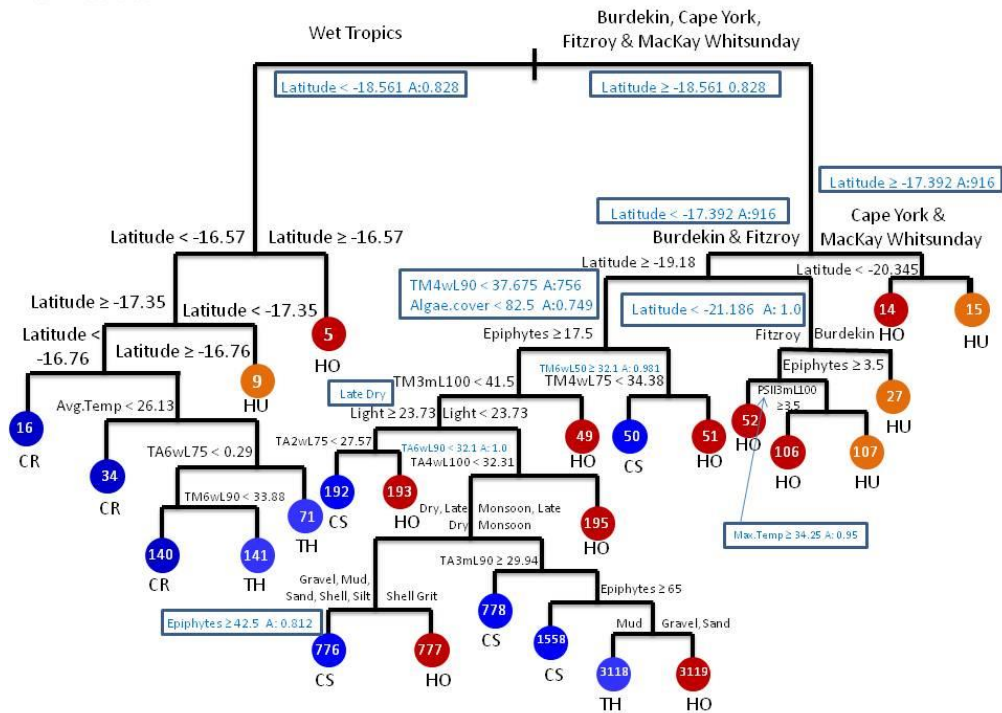 Wet Tropics
Burdekin, Cape York,
Fitzroy & MacKay Whitsunday
Latitude < -18.561 A:0.828
Latitude ≥ -18.561 0.828
Latitude ≥ -17.392 A:916
Latitude < -17.392 A:916
Cape York &
MacKay Whitsunday
Burdekin & Fitzroy
Latitude < -16.57
Latitude ≥ -16.57
Latitude ≥ -19.18
Latitude < -20.345
TM4wL90 < 37.675 A:756
Algae.cover < 82.5 A:0.749
Latitude < -21.186 A: 1.0
Latitude ≥ -17.35
Latitude < -17.35
5
HO
14
HO
15
HU
Latitude <
-16.76
Latitude ≥ -16.76
Epiphytes ≥ 17.5
Fitzroy
Burdekin
9
HU
TM6wL50 ≥ 32.1 A: 0.981
TM4wL75 < 34.38
Epiphytes ≥ 3.5
TM3mL100 < 41.5
Late Dry
PSII3mL100
≥3.5
27
HU
Avg.Temp < 26.13
Light ≥ 23.73
Light < 23.73
16
CR
49
HO
50
CS
51
HO
52
HO
106
HO
107
HU
TA2wL75 < 27.57
TA6wL90 < 32.1 A: 1.0
TA4wL100 < 32.31
34
CR
TA6wL75 < 0.29
192
CS
193
HO
TM6wL90 < 33.88
71
TH
Dry, Late
Dry
Monsoon, Late
Monsoon
195
HO
Max.Temp ≥ 34.25 A: 0.95
140
CR
141
TH
TA3mL90 ≥ 29.94
Gravel, Mud,
Sand, Shell, Silt
Shell Grit
778
CS
Epiphytes ≥ 65
Epiphytes ≥ 42.5 A: 0.812
776
CS
777
HO
1558
CS
Mud
Gravel, Sand
3118
TH
3119
HO